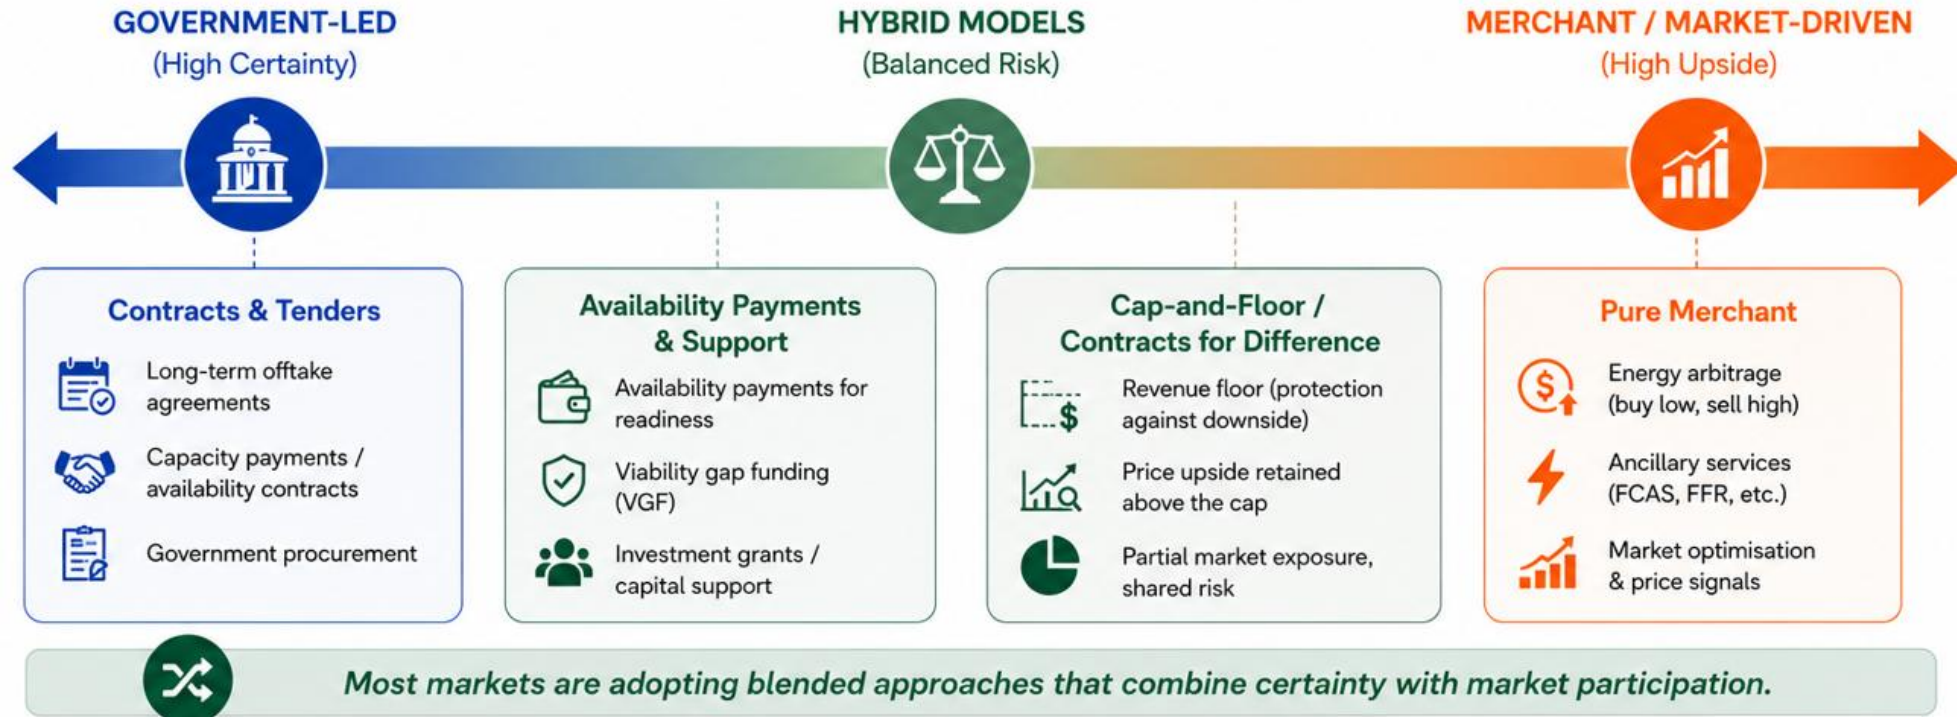 GOVERNMENT-LED
(High Certainty)
HYBRID MODELS
(Balanced Risk)
MERCHANT / MARKET-DRIVEN
(High Upside)
Contracts & Tenders
Long-term offtake
agreements
Capacity payments /
availability contracts
Government procurement
Availability Payments
& Support
Availability payments for
readiness
Viability gap funding
(VGF)
Investment grants /
capital support
Cap-and-Floor /
Contracts for Difference
$
Revenue floor (protection
against downside)
Price upside retained
above the cap
Partial market exposure,
shared risk
Pure Merchant
$
Energy arbitrage
(buy low, sell high)
Ancillary services
(FCAS, FFR, etc.)
Market optimisation
& price signals
Most markets are adopting blended approaches that combine certainty with market participation.